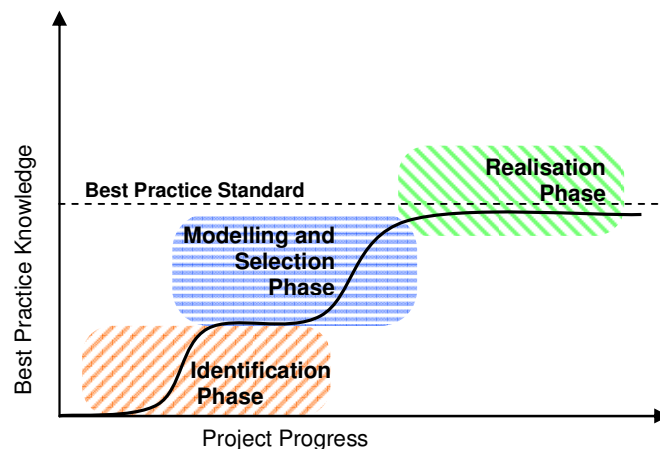 Best Practice Knowledge
Realisation
Phase
Best Practice Standard
Modelling and
Selection
Phase
Identification
Phase
Project Progress